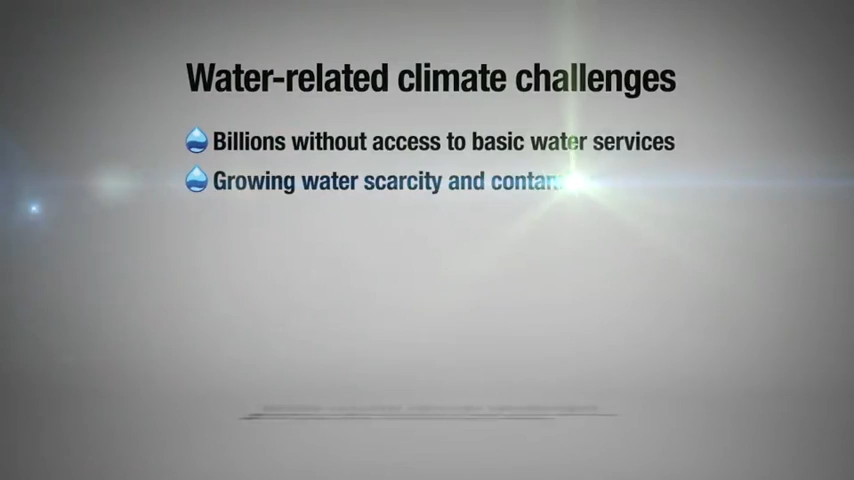 Water-related climate challenges
Billions without access to basic water services
Growing water scarcity and